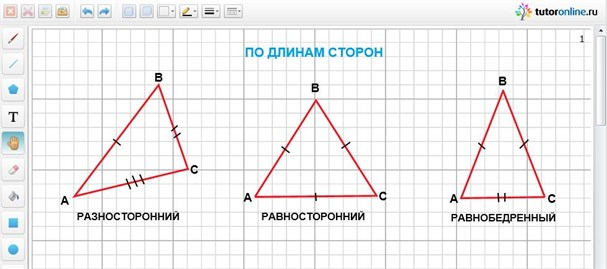 tutoronline.ru
1
ПО ДЛИНАМ СТОРОН
B
A
C
РАЗНОСТОРОННИЙ
B
A
C
РАВНОСТОРОННИЙ
B
A
C
РАВНОБЕДРЕННЫЙ
T